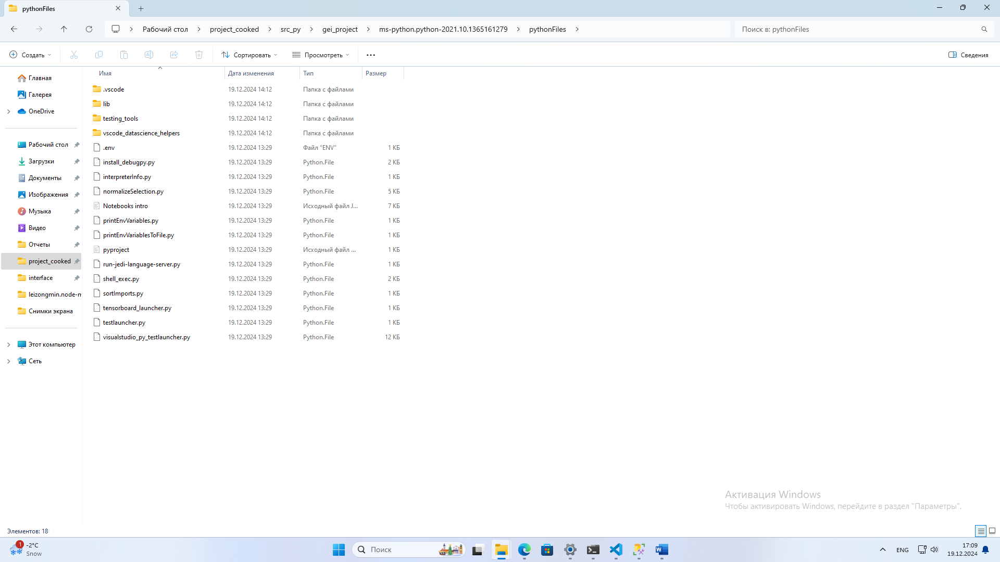 pythonFiles
Рабочий стол
project_cooked
src_py
gei_project
ms-python.python-2021.10.1365161279
pythonFiles
Поиск в: pythonFiles
Создать
Сортировать
Просмотреть
Сведения
Имя Дата изменения Тип Размер
.vscode 19.12.2024 14:12 Папка с файлами
lib 19.12.2024 14:12 Папка с файлами
testing_tools 19.12.2024 14:12 Папка с файлами
vscode_datascience_helpers 19.12.2024 14:12 Папка с файлами
.env 19.12.2024 13:29 Файл "ENV" 1 КБ
install_debugpy.py 19.12.2024 13:29 Python.File 2 КБ
interpreterInfo.py 19.12.2024 13:29 Python.File 1 КБ
normalizeSelection.py 19.12.2024 13:29 Python.File 5 КБ
Notebooks intro 19.12.2024 13:29 Исходный файл J... 7 КБ
printEnvVariables.py 19.12.2024 13:29 Python.File 1 КБ
printEnvVariablesToFile.py 19.12.2024 13:29 Python.File 1 КБ
pyproject 19.12.2024 13:29 Исходный файл ... 1 КБ
run-jedi-language-server.py 19.12.2024 13:29 Python.File 1 КБ
shell_exec.py 19.12.2024 13:29 Python.File 2 КБ
sortImports.py 19.12.2024 13:29 Python.File 1 КБ
tensorboard_launcher.py 19.12.2024 13:29 Python.File 1 КБ
testlauncher.py 19.12.2024 13:29 Python.File 1 КБ
visualstudio_py_testlauncher.py 19.12.2024 13:29 Python.File 12 КБ
Главная
Галерея
OneDrive
Рабочий стол
Загрузки
Документы
Изображения
Музыка
Видео
Отчеты
project_cooked
interface
leizongmin.node-m
Снимки экрана
Этот компьютер
Сеть
Активация Windows
Чтобы активировать Windows, перейдите в раздел "Параметры".
Элементов: 18
1
-2°C
Snow
Поиск
ENG
17:09
19.12.2024